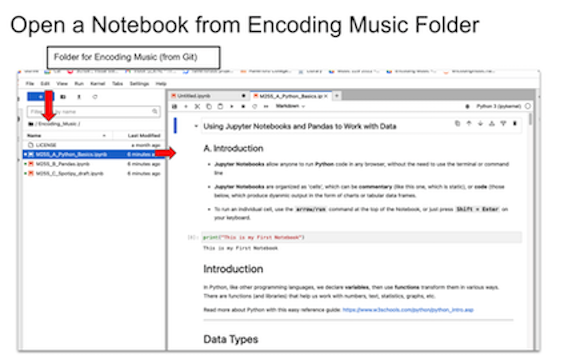 Open a Notebook from Encoding Music Folder
Folder for Encoding Music (from Git)
File Edit View Run Kernel Tabs Settings Help
Untitled.ipynb
M255_A_Python_Basics.ip
Markdown
Python 3 (ipykernel)
by name
/ Encoding_Music /
Name Last Modified
LICENSE a month ago
M255_A_Python_Basics.ipynb 6 minutes a
M255_B_Pandas.ipynb 6 minutes ago
M255_C_Spotipy_draft.ipynb 6 minutes ago
Using Jupyter Notebooks and Pandas to Work with Data
A. Introduction
• Jupyter Notebooks allow anyone to run Python code in any browser, without the need to use the terminal or command
line
• Jupyter Notebooks are organized as 'cells', which can be commentary (like this one, which is static), or code (those
below, which produce dyanimic output in the form of charts or tabular data frames.
• To run an individual cell, use the arrow/run command at the top of the Notebook, or just press Shift + Enter on
your keyboard.
print("This is my First Notebook")
This is my First Notebook
Introduction
In Python, like other programming languages, we declare variables, then use functions transform them in various ways.
There are functions (and libraries) that help us work with numbers, text, statistics, graphs, etc.
Read more about Python with this easy reference guide: https://www.w3schools.com/python/python_intro.asp
Data Types